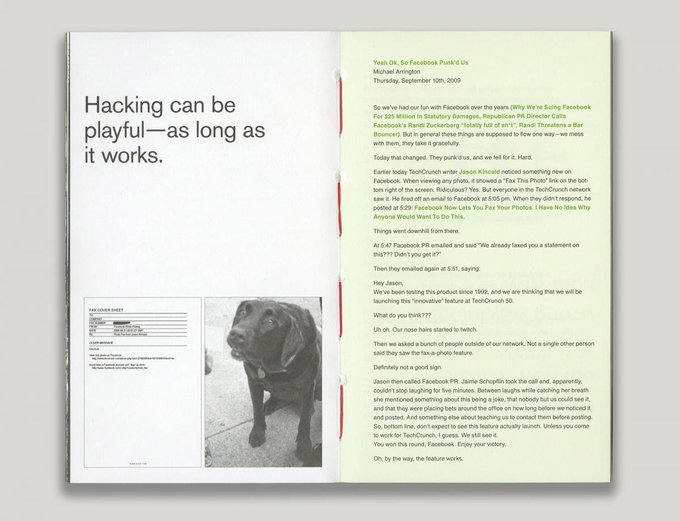 Hacking can be
playful—as long as
it works.
FAX COVER SHEET
TO
COMPANY
FAX NUMBER
FROM
DATE
COVER MESSAGE
Yeah Ok, So Facebook Punk'd Us
Michael Arrington
Thursday, September 10th, 2009
So we've had our fun with Facebook over the years (Why We're Suing Facebook
For $25 Million In Statutory Damages, Republican PR Director Calls
Facebook's Randi Zuckerberg "totally full of sh*t", Randi Threatens a Bar
Bouncer). But in general these things are supposed to flow one way—we mess
with them, they take it gracefully.
Today that changed. They punk'd us, and we fell for it. Hard.
Earlier today TechCrunch writer Jason Kincaid noticed something new on
Facebook. When viewing any photo, it showed a "Fax This Photo" link on the bot-
tom right of the screen. Ridiculous? Yes. But everyone in the TechCrunch network
saw it. He fired off an email to Facebook at 5:05 pm. When they didn't respond, he
posted at 5:29: Facebook Now Lets You Fax Your Photos. I Have No Idea Why
Anyone Would Want To Do This.
Things went downhill from there.
At 5:47 Facebook PR emailed and said "We already faxed you a statement on
this??? Didn't you get it?"
Then they emailed again at 5:51, saying:
Hey Jason,
We've been testing this product since 1992, and we are thinking that we will be
launching this "innovative" feature at TechCrunch 50.
What do you think???
Uh oh. Our nose hairs started to twitch.
Then we asked a bunch of people outside of our network. Not a single other person
said they saw the fax-a-photo feature.
Definitely not a good sign.
Jason then called Facebook PR. Jaime Schopflin took the call and, apparently,
couldn't stop laughing for five minutes. Between laughs while catching her breath
she mentioned something about this being a joke, that nobody but us could see it,
and that they were placing bets around the office on how long before we noticed it
and posted. And something else about teaching us to contact them before posting.
So, bottom line, don't expect to see this feature actually launch. Unless you come
to work for TechCrunch, I guess. We still see it.
You won this round, Facebook. Enjoy your victory.
Oh, by the way, the feature works.